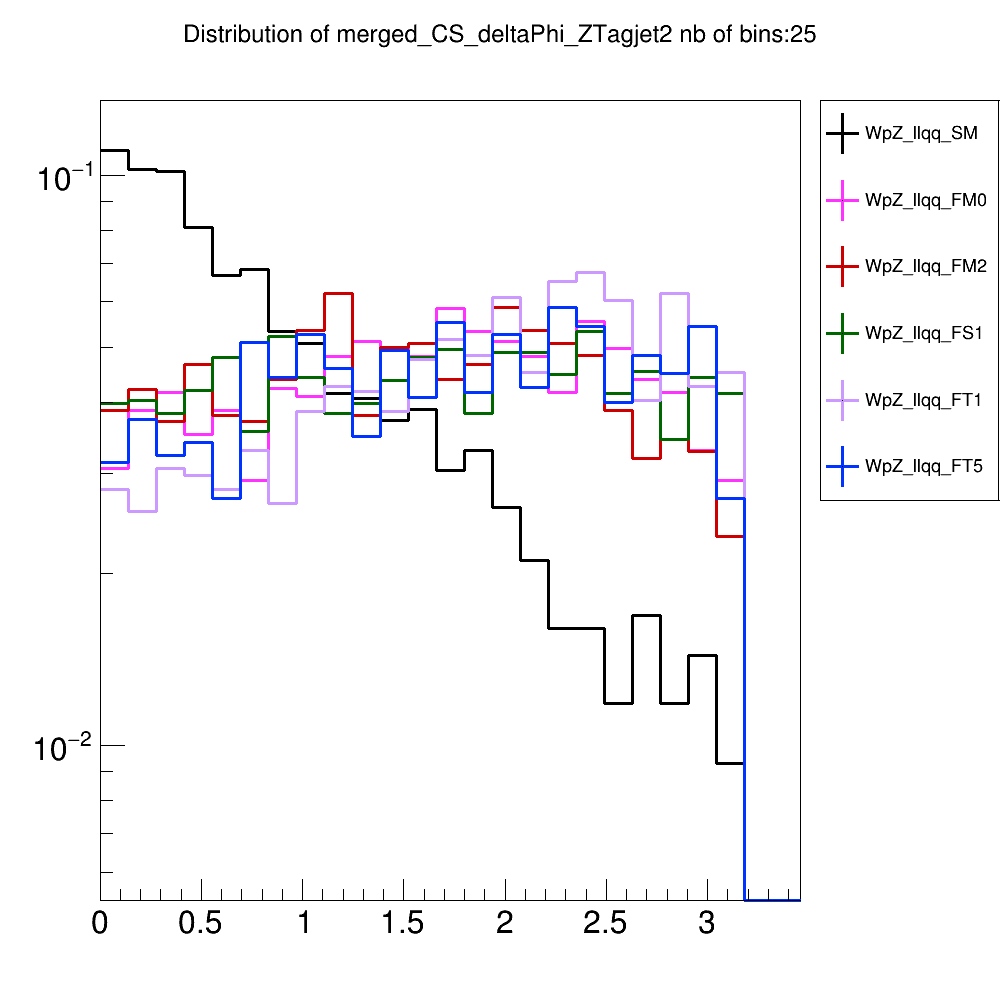 Distribution of merged_CS_deltaPhi_ZTagjet2 nb of bins:25
10−1
10−2
0 0.5 1 1.5 2 2.5 3
WpZ_llqq_SM
WpZ_llqq_FM0
WpZ_llqq_FM2
WpZ_llqq_FS1
WpZ_llqq_FT1
WpZ_llqq_FT5